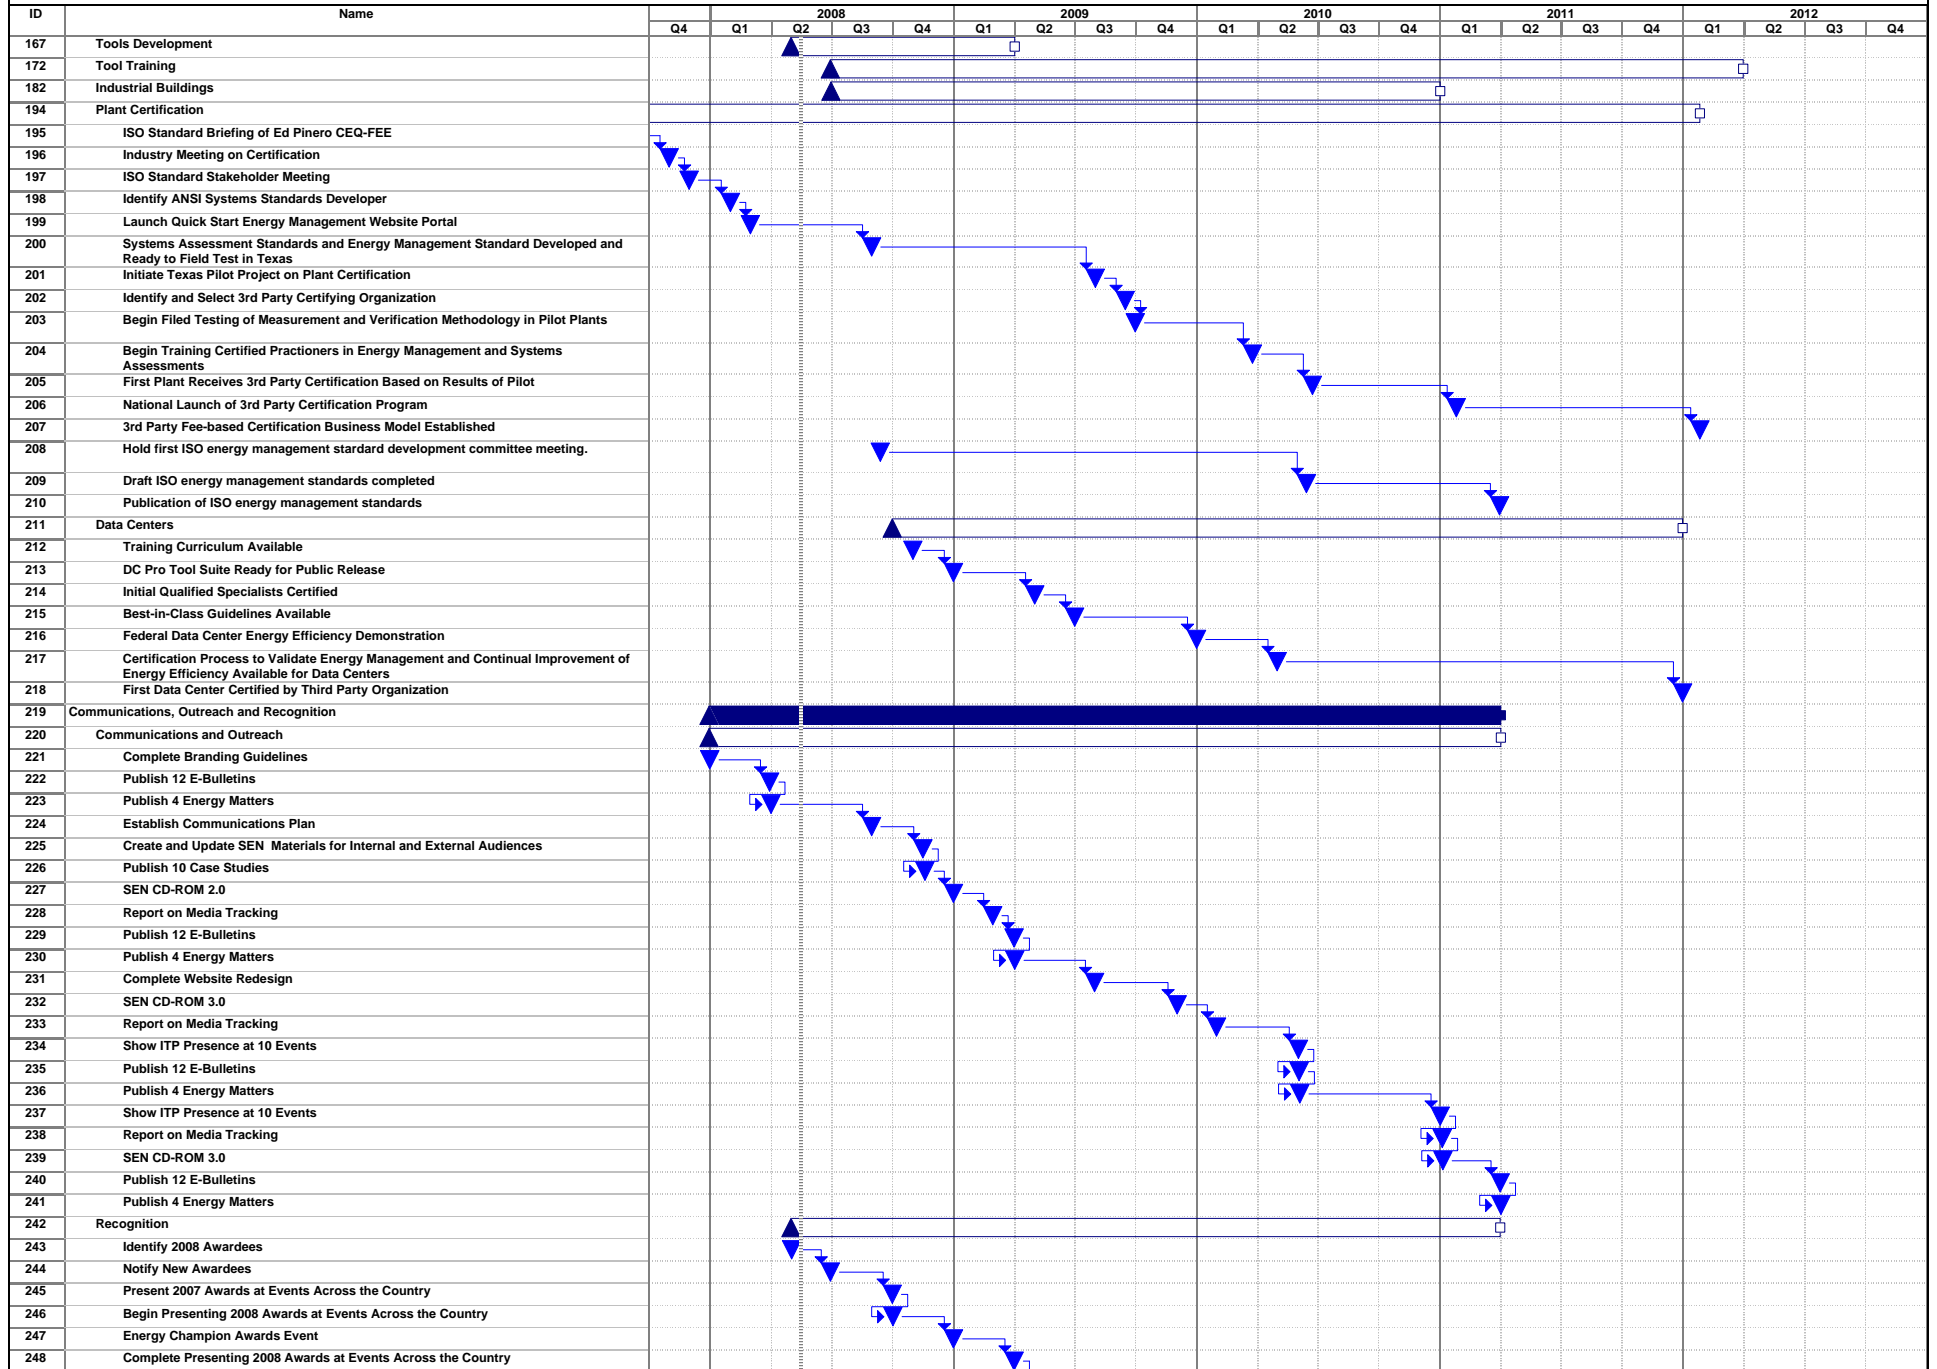 ID Name 2008 2009 2010 2011 2012
Q4 Q1 Q2 Q3 Q4 Q1 Q2 Q3 Q4 Q1 Q2 Q3 Q4 Q1 Q2 Q3 Q4 Q1 Q2 Q3 Q4
167 Tools Development
172 Tool Training
182 Industrial Buildings
194 Plant Certification
195 ISO Standard Briefing of Ed Pinero CEQ-FEE
196 Industry Meeting on Certification
197 ISO Standard Stakeholder Meeting
198 Identify ANSI Systems Standards Developer
199 Launch Quick Start Energy Management Website Portal
200 Systems Assessment Standards and Energy Management Standard Developed and
Ready to Field Test in Texas
201 Initiate Texas Pilot Project on Plant Certification
202 Identify and Select 3rd Party Certifying Organization
203 Begin Filed Testing of Measurement and Verification Methodology in Pilot Plants
204 Begin Training Certified Practioners in Energy Management and Systems
Assessments
205 First Plant Receives 3rd Party Certification Based on Results of Pilot
206 National Launch of 3rd Party Certification Program
207 3rd Party Fee-based Certification Business Model Established
208 Hold first ISO energy management stardard development committee meeting.
209 Draft ISO energy management standards completed
210 Publication of ISO energy management standards
211 Data Centers
212 Training Curriculum Available
213 DC Pro Tool Suite Ready for Public Release
214 Initial Qualified Specialists Certified
215 Best-in-Class Guidelines Available
216 Federal Data Center Energy Efficiency Demonstration
217 Certification Process to Validate Energy Management and Continual Improvement of
Energy Efficiency Available for Data Centers
218 First Data Center Certified by Third Party Organization
219 Communications, Outreach and Recognition
220 Communications and Outreach
221 Complete Branding Guidelines
222 Publish 12 E-Bulletins
223 Publish 4 Energy Matters
224 Establish Communications Plan
225 Create and Update SEN Materials for Internal and External Audiences
226 Publish 10 Case Studies
227 SEN CD-ROM 2.0
228 Report on Media Tracking
229 Publish 12 E-Bulletins
230 Publish 4 Energy Matters
231 Complete Website Redesign
232 SEN CD-ROM 3.0
233 Report on Media Tracking
234 Show ITP Presence at 10 Events
235 Publish 12 E-Bulletins
236 Publish 4 Energy Matters
237 Show ITP Presence at 10 Events
238 Report on Media Tracking
239 SEN CD-ROM 3.0
240 Publish 12 E-Bulletins
241 Publish 4 Energy Matters
242 Recognition
243 Identify 2008 Awardees
244 Notify New Awardees
245 Present 2007 Awards at Events Across the Country
246 Begin Presenting 2008 Awards at Events Across the Country
247 Energy Champion Awards Event
248 Complete Presenting 2008 Awards at Events Across the Country